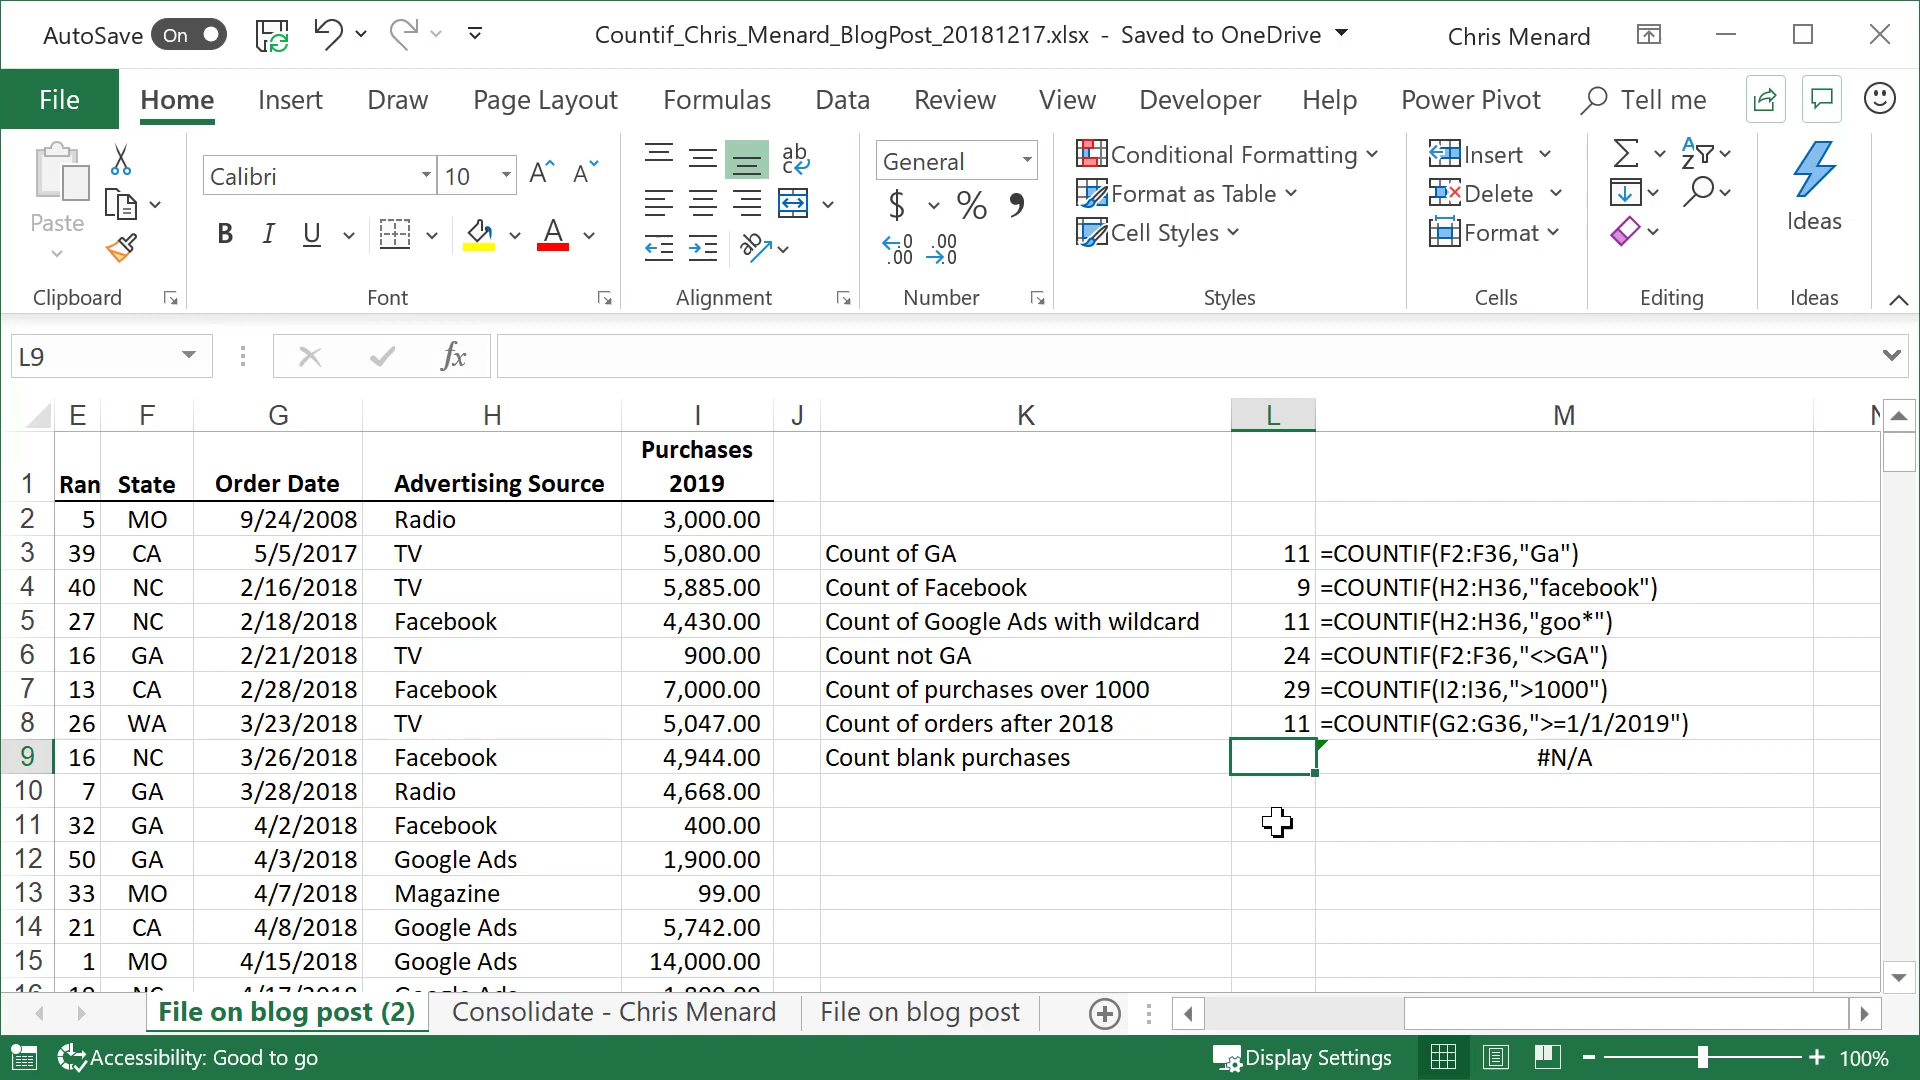 AutoSave On Countif_Chris_Menard_BlogPost_20181217.xlsx - Saved to OneDrive Chris Menard
File Home Insert Draw Page Layout Formulas Data Review View Developer Help Power Pivot Tell me
Paste
Calibri 10
B I U A
ab c
General
$ % ,
Conditional Formatting
Format as Table
Cell Styles
Insert
Delete
Format
Ideas
Clipboard Font Alignment Number Styles Cells Editing Ideas
L9 fx
E F G H I J K L M
1 Ran State Order Date Advertising Source Purchases 2019
2 5 MO 9/24/2008 Radio 3,000.00
3 39 CA 5/5/2017 TV 5,080.00 Count of GA 11 =COUNTIF(F2:F36,"Ga")
4 40 NC 2/16/2018 TV 5,885.00 Count of Facebook 9 =COUNTIF(H2:H36,"facebook")
5 27 NC 2/18/2018 Facebook 4,430.00 Count of Google Ads with wildcard 11 =COUNTIF(H2:H36,"goo*")
6 16 GA 2/21/2018 TV 900.00 Count not GA 24 =COUNTIF(F2:F36,"<>GA")
7 13 CA 2/28/2018 Facebook 7,000.00 Count of purchases over 1000 29 =COUNTIF(I2:I36,">1000")
8 26 WA 3/23/2018 TV 5,047.00 Count of orders after 2018 11 =COUNTIF(G2:G36,">=1/1/2019")
9 16 NC 3/26/2018 Facebook 4,944.00 Count blank purchases #N/A
10 7 GA 3/28/2018 Radio 4,668.00
11 32 GA 4/2/2018 Facebook 400.00
12 50 GA 4/3/2018 Google Ads 1,900.00
13 33 MO 4/7/2018 Magazine 99.00
14 21 CA 4/8/2018 Google Ads 5,742.00
15 1 MO 4/15/2018 Google Ads 14,000.00
File on blog post (2) Consolidate - Chris Menard File on blog post
Accessibility: Good to go Display Settings 100%